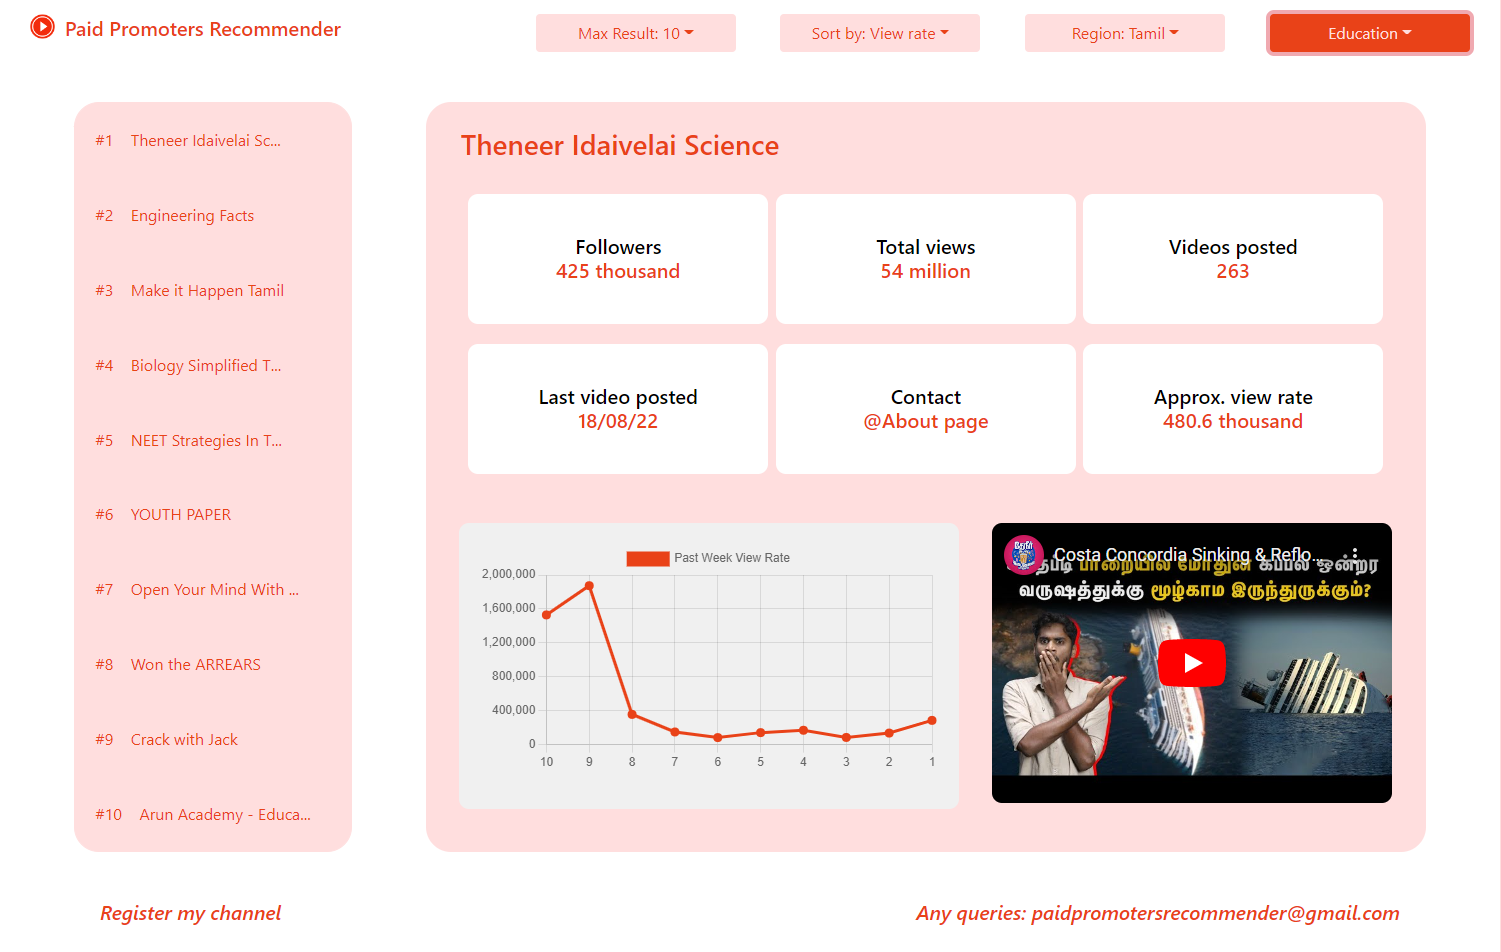 Paid Promoters Recommender
Max Result: 10
Sort by: View rate
Region: Tamil
Education
#1 Theneer Idaivelai Sc...
#2 Engineering Facts
#3 Make it Happen Tamil
#4 Biology Simplified T...
#5 NEET Strategies In T...
#6 YOUTH PAPER
#7 Open Your Mind With ...
#8 Won the ARREARS
#9 Crack with Jack
#10 Arun Academy - Educa...
Theneer Idaivelai Science
Followers
425 thousand
Total views
54 million
Videos posted
263
Last video posted
18/08/22
Contact
@About page
Approx. view rate
480.6 thousand
Past Week View Rate
2,000,000
1,600,000
1,200,000
800,000
400,000
0
10 9 8 7 6 5 4 3 2 1
Costa Concordia Sinking & Reflo...
பாறையில் மோதுன கப்பல் ஒன்றர
வருஷத்துக்கு மூழ்காம இருந்துருக்கும்?
Register my channel
Any queries: paidpromotersrecommender@gmail.com